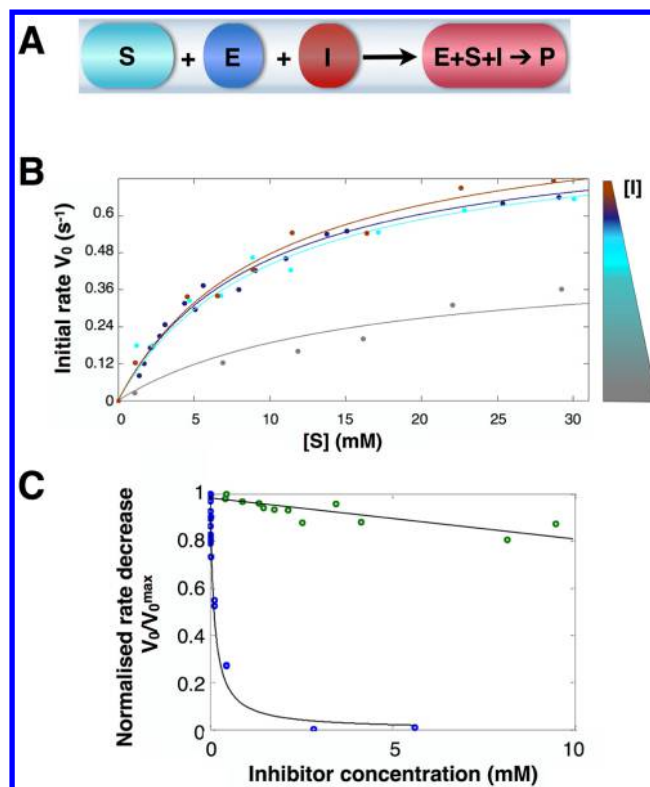 A
S + E + I E+S+I → P
B
Initial rate V₀ (s⁻¹)
0.6
0.48
0.36
0.24
0.12
0
0 5 10 15 20 25 30
[S] (mM)
[I]
C
Normalised rate decrease
V₀/V₀ᵐᵃˣ
1
0.8
0.6
0.4
0.2
0
0 5 10
Inhibitor concentration (mM)